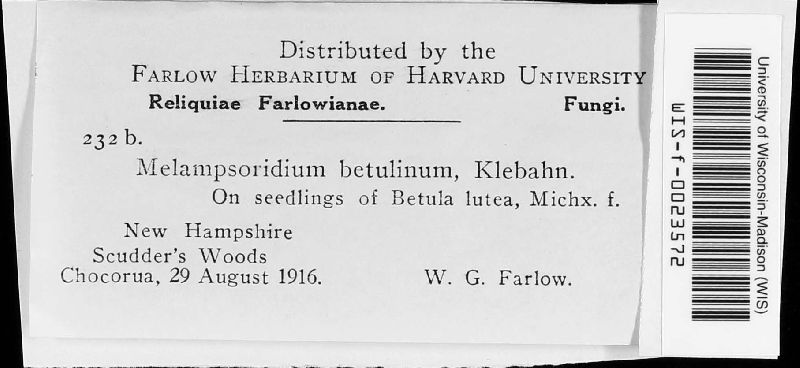 Distributed by the
FARLOW HERBARIUM OF HARVARD UNIVERSITY
Reliquiae Farlowianae. Fungi.
232 b.
Melampsoridium betulinum, Klebahn.
On seedlings of Betula lutea, Michx. f.
New Hampshire
Scudder's Woods
Chocorua, 29 August 1916. W. G. Farlow.
University of Wisconsin-Madison (WIS)
WIS-f-0023572